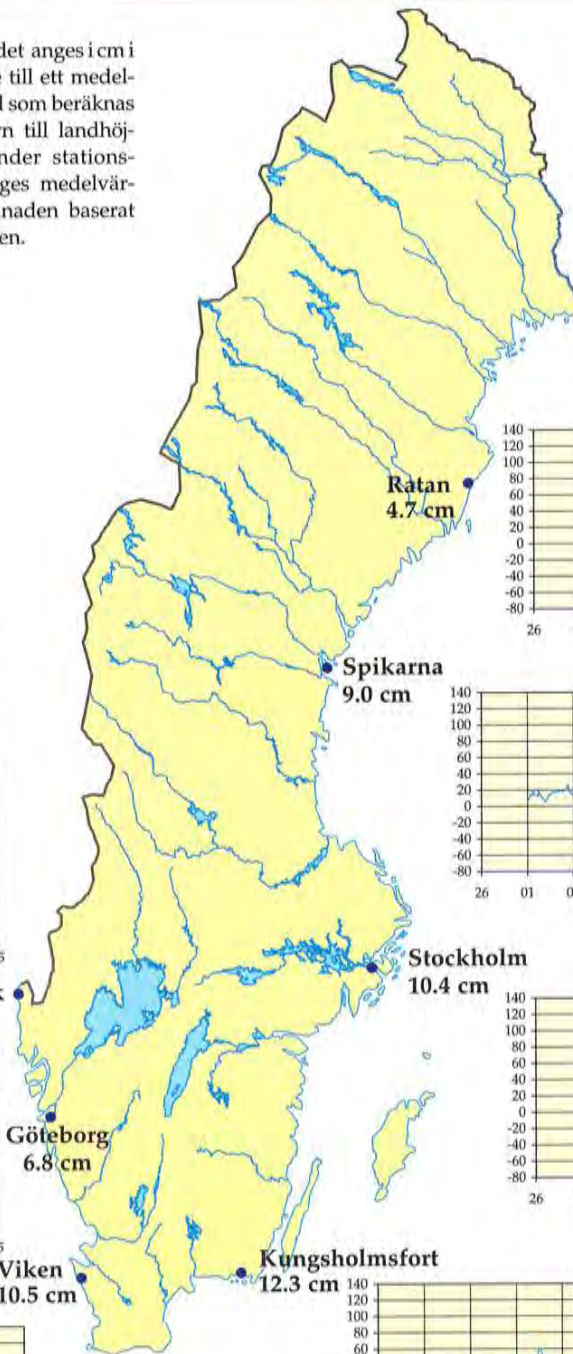 det anges i cm i
till ett medel-
som beräknas
till landhöj-
nder stations-
ges medelvär-
naden baserat
en.
Ratan
4.7 cm
140
120
100
80
60
40
20
0
-20
-40
-60
-80
26
Spikarna
9.0 cm
140
120
100
80
60
40
20
0
-20
-40
-60
-80
26 01 0
Stockholm
10.4 cm
140
120
100
80
60
40
20
0
-20
-40
-60
-80
26
k
Göteborg
6.8 cm
Viken
10.5 cm
Kungsholmsfort
12.3 cm
140
120
100
80
60